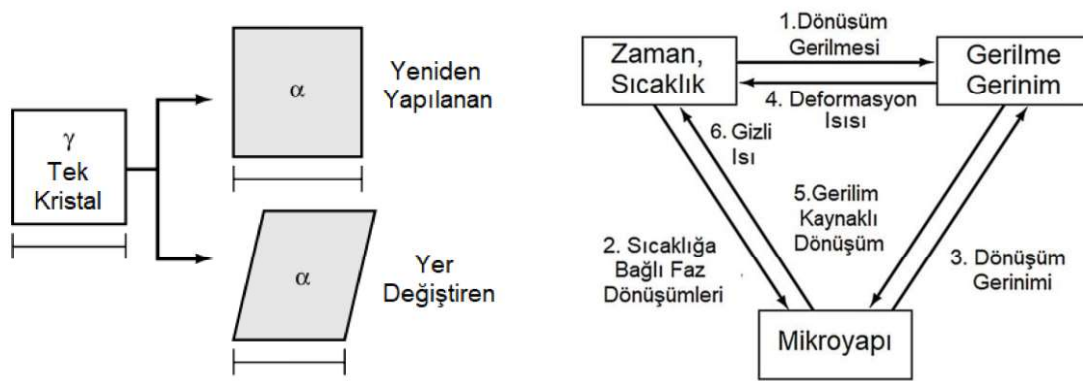 γ
Tek
Kristal
α
Yeniden
Yapılanan
α
Yer
Değiştiren
Zaman,
Sıcaklık
1.Dönüşüm
Gerilmesi
4. Deformasyon
Isısı
Gerilme
Gerinim
6. Gizli
Isı
5.Gerilim
Kaynaklı
Dönüşüm
2. Sıcaklığa
Bağlı Faz
Dönüşümleri
3. Dönüşüm
Gerinimi
Mikroyapı